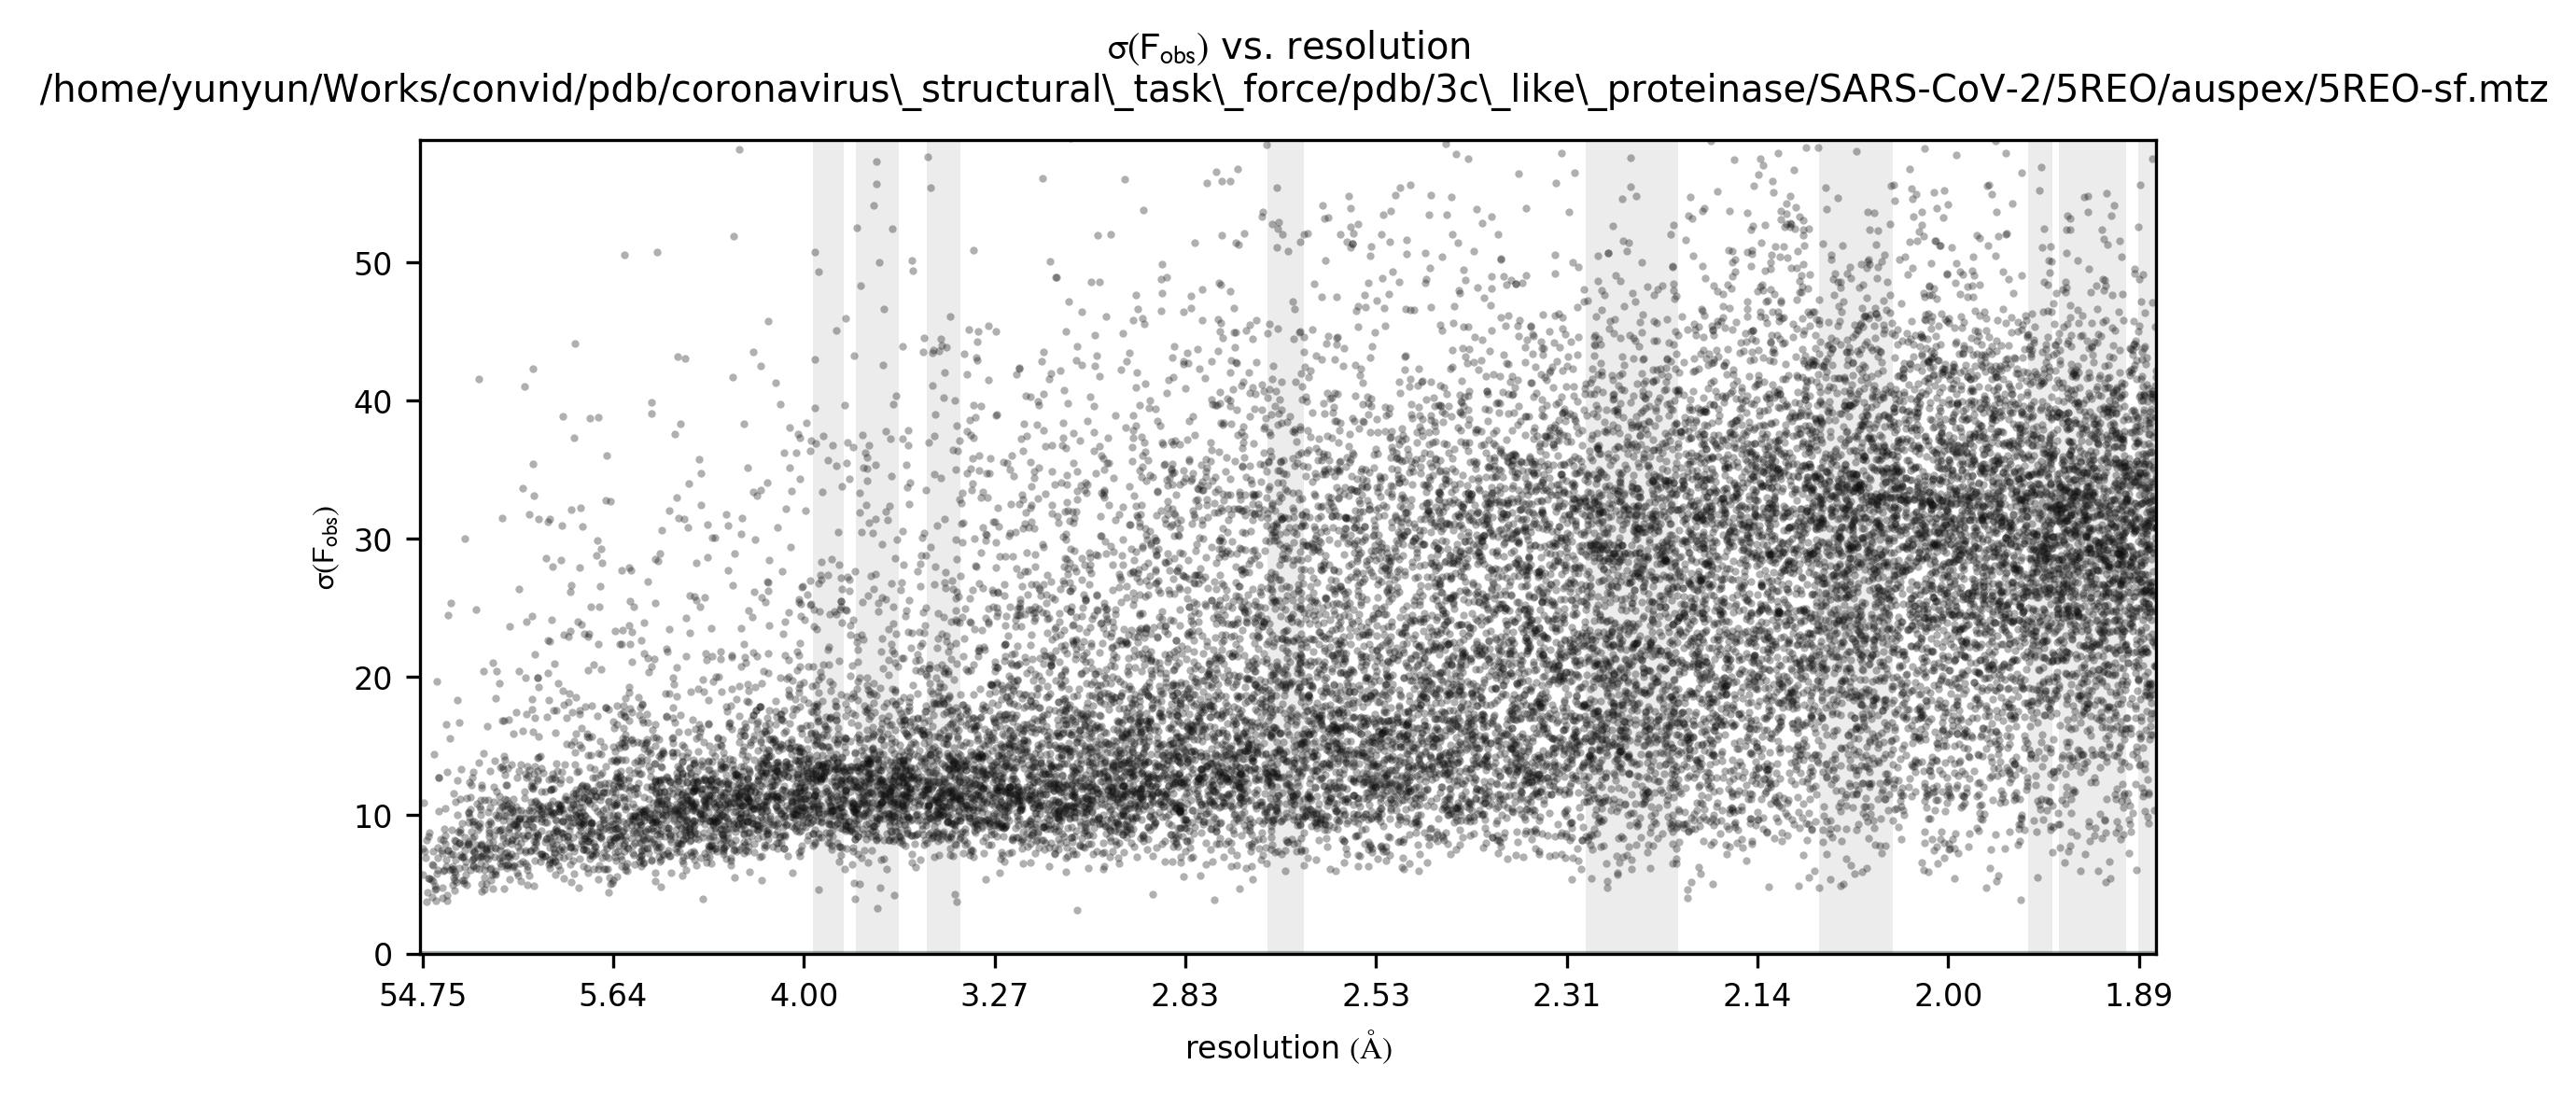 σ(Fobs) vs. resolution
/home/yunyun/Works/convid/pdb/coronavirus\_structural\_task\_force/pdb/3c\_like\_proteinase/SARS-CoV-2/5REO/auspex/5REO-sf.mtz
σ(Fobs)
50
40
30
20
10
0
54.75 5.64 4.00 3.27 2.83 2.53 2.31 2.14 2.00 1.89
resolution (Å)